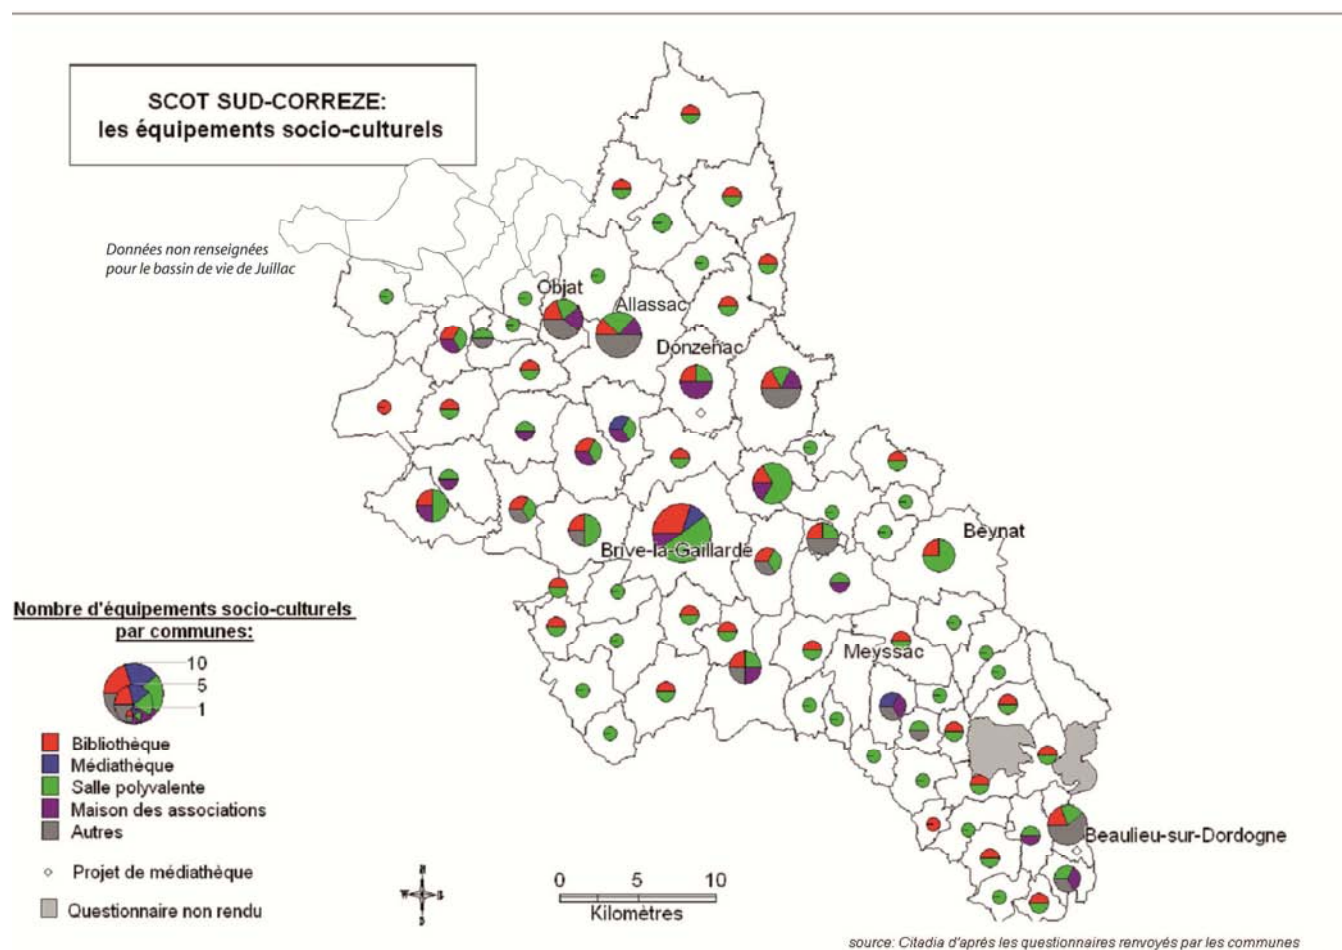 SCOT SUD-CORREZE:
les équipements socio-culturels
Données non renseignées
pour le bassin de vie de Juillac
Objat
Allassac
Donzenac
Brive-la-Gaillarde
Beynat
Meyssac
Beaulieu-sur-Dordogne
Nombre d'équipements socio-culturels
par communes:
10
5
1
Bibliothèque
Médiathèque
Salle polyvalente
Maison des associations
Autres
Projet de médiathèque
Questionnaire non rendu
0 5 10
Kilomètres
source: Citadia d'après les questionnaires renvoyés par les communes